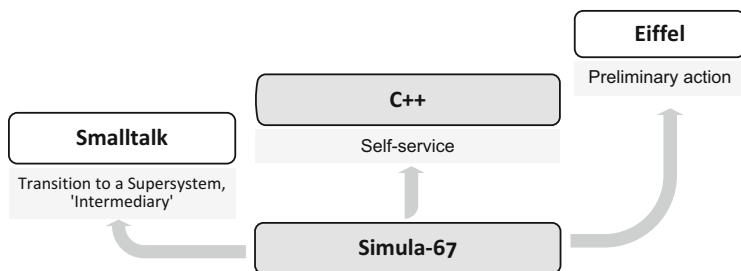 Eiffel
Preliminary action
C++
Self-service
Smalltalk
Transition to a Supersystem,
'Intermediary'
Simula-67